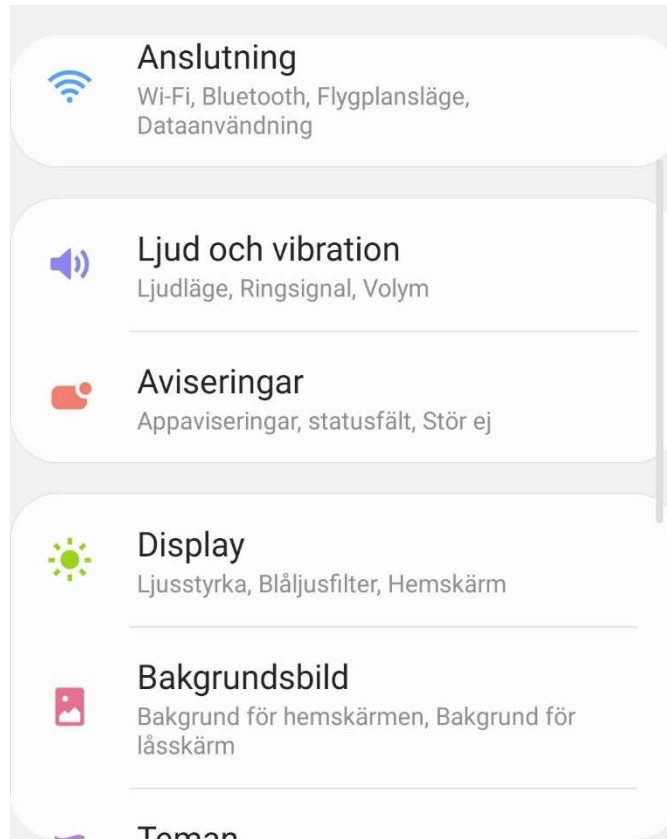 Anslutning
Wi-Fi, Bluetooth, Flygplansläge,
Dataanvändning
Ljud och vibration
Ljudläge, Ringsignal, Volym
Aviseringar
Appaviseringar, statusfält, Stör ej
Display
Ljusstyrka, Blåljusfilter, Hemskärm
Bakgrundsbild
Bakgrund för hemskärmen, Bakgrund för
låsskärm
Teman